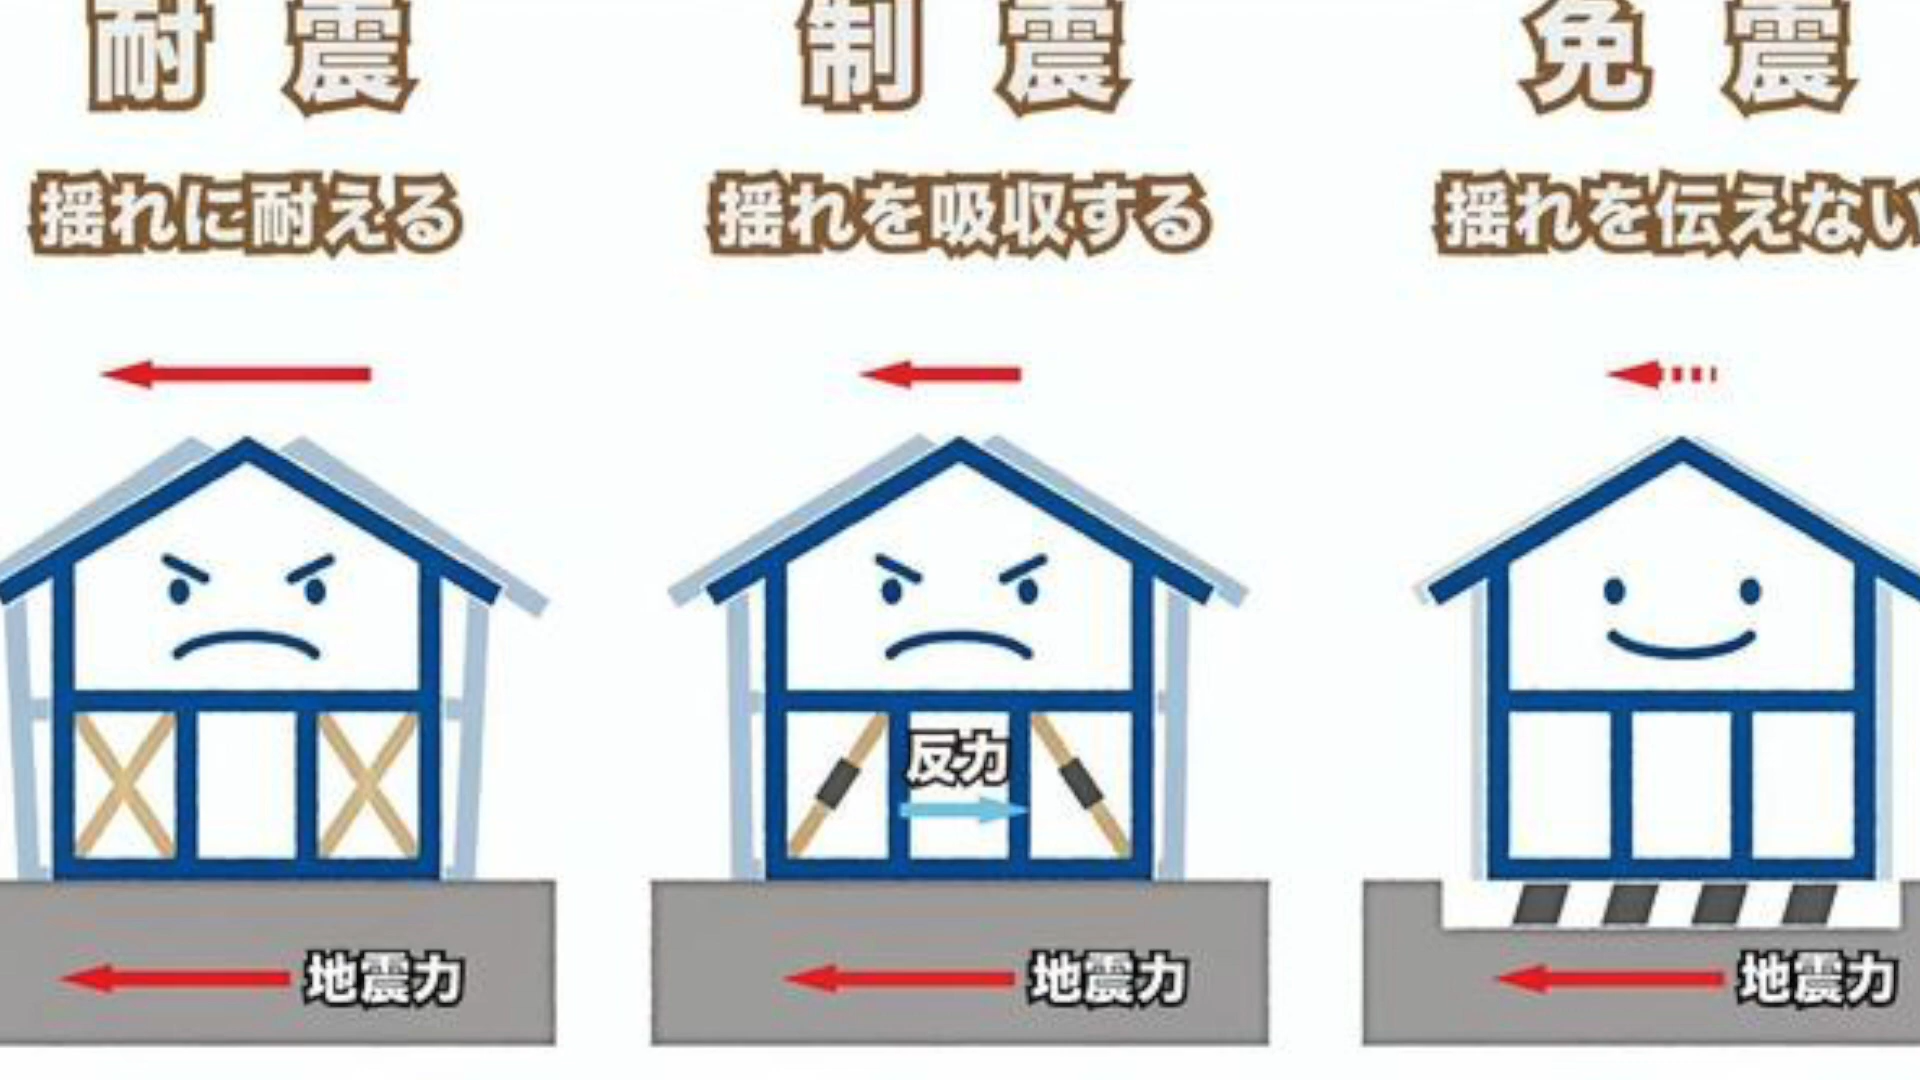 耐震
制震
免震
揺れに耐える
揺れを吸収する
揺れを伝えない
反力
地震力
地震力
地震力